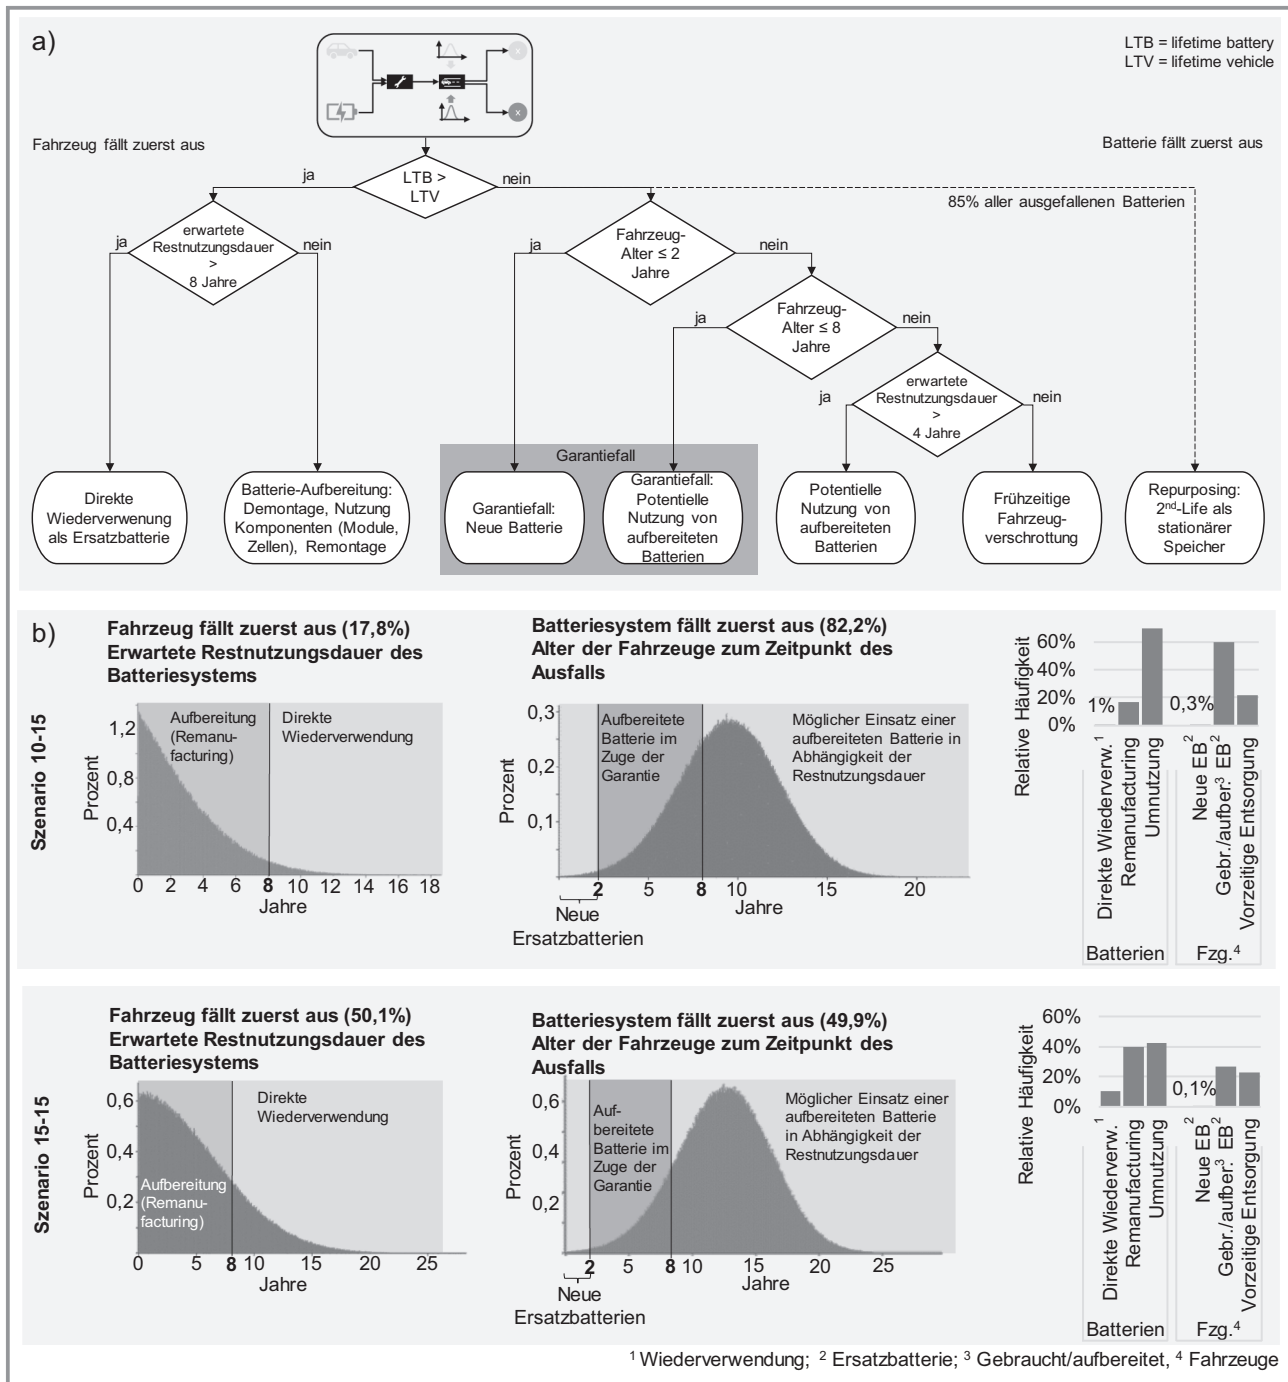 a)
LTB = lifetime battery
LTV = lifetime vehicle
x
x
Fahrzeug fällt zuerst aus
Batterie fällt zuerst aus
ja
LTB >
LTV
nein
85% aller ausgefallenen Batterien
ja
erwartete
Restnutzungsdauer
>
8 Jahre
nein
ja
Fahrzeug-
Alter ≤ 2
Jahre
nein
ja
Fahrzeug-
Alter ≤ 8
Jahre
nein
ja
erwartete
Restnutzungsdauer
>
4 Jahre
nein
Garantiefall
Direkte
Wiederverwenung
als Ersatzbatterie
Batterie-Aufbereitung:
Demontage, Nutzung
Komponenten (Module,
Zellen), Remontage
Garantiefall:
Neue Batterie
Garantiefall:
Potentielle
Nutzung von
aufbereiteten
Batterien
Potentielle
Nutzung von
aufbereiteten
Batterien
Frühzeitige
Fahrzeug-
verschrottung
Repurposing:
2nd-Life als
stationärer
Speicher
b)
Szenario 10-15
Fahrzeug fällt zuerst aus (17,8%)
Erwartete Restnutzungsdauer des
Batteriesystems
Prozent
1,2
0,8
0,4
Aufbereitung
(Remanu-
facturing)
Direkte
Wiederverwendung
0 2 4 6 8 10 12 14 16 18
Jahre
Batteriesystem fällt zuerst aus (82,2%)
Alter der Fahrzeuge zum Zeitpunkt des
Ausfalls
Prozent
0,3
0,2
0,1
Aufbereitete
Batterie im
Zuge der
Garantie
Möglicher Einsatz einer
aufbereiteten Batterie in
Abhängigkeit der
Restnutzungsdauer
2 5 8 10 15 20
Jahre
Neue
Ersatzbatterien
Relative Häufigkeit
60%
40%
20%
0%
1%
0,3%
Direkte Wiederverw.1
Remanufacturing
Umnutzung
Neue EB2
Gebr./aufber.3 EB2
Vorzeitige Entsorgung
Batterien
Fzg.4
Szenario 15-15
Fahrzeug fällt zuerst aus (50,1%)
Erwartete Restnutzungsdauer des
Batteriesystems
Prozent
0,6
0,4
0,2
Direkte
Wiederverwendung
Aufbereitung
(Remanu-
facturing)
0 5 8 10 15 20 25
Jahre
Batteriesystem fällt zuerst aus (49,9%)
Alter der Fahrzeuge zum Zeitpunkt des
Ausfalls
Prozent
0,6
0,4
0,2
Auf-
bereitete
Batterie im
Zuge der
Garantie
Möglicher Einsatz einer
aufbereiteten Batterie
in Abhängigkeit der
Restnutzungsdauer
2 5 8 10 15 20 25
Jahre
Neue
Ersatzbatterien
Relative Häufigkeit
60%
40%
20%
0%
0,1%
Direkte Wiederverw.1
Remanufacturing
Umnutzung
Neue EB2
Gebr./aufber.3 EB2
Vorzeitige Entsorgung
Batterien
Fzg.4
1 Wiederverwendung; 2 Ersatzbatterie; 3 Gebraucht/aufbereitet, 4 Fahrzeuge